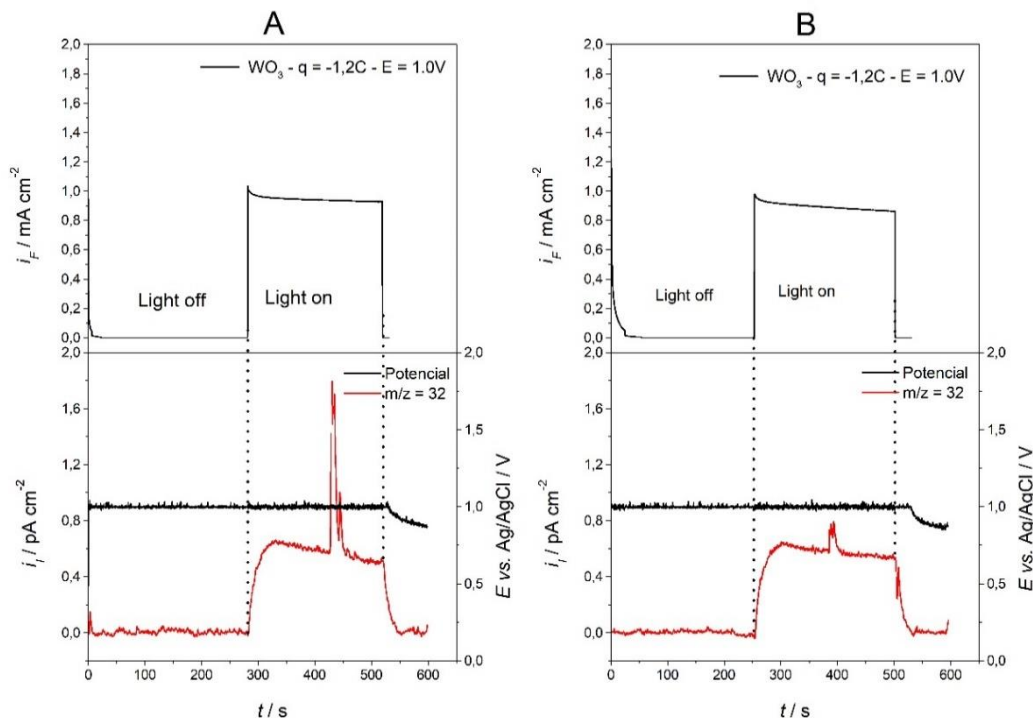 A
2,0
1,8
1,6
1,4
1,2
1,0
0,8
0,6
0,4
0,2
0,0
i_F / mA cm⁻²
WO₃ - q = -1,2C - E = 1.0V
Light off
Light on
2,0
1,6
1,2
0,8
0,4
0,0
i_I / pA cm⁻²
Potencial
m/z = 32
2,0
1,5
1,0
0,5
0,0
E vs. Ag/AgCl / V
0 100 200 300 400 500 600
t / s
B
2,0
1,8
1,6
1,4
1,2
1,0
0,8
0,6
0,4
0,2
0,0
i_F / mA cm⁻²
WO₃ - q = -1,2C - E = 1.0V
Light off
Light on
2,0
1,6
1,2
0,8
0,4
0,0
i_I / pA cm⁻²
Potencial
m/z = 32
2,0
1,5
1,0
0,5
0,0
E vs. Ag/AgCl / V
0 100 200 300 400 500 600
t / s